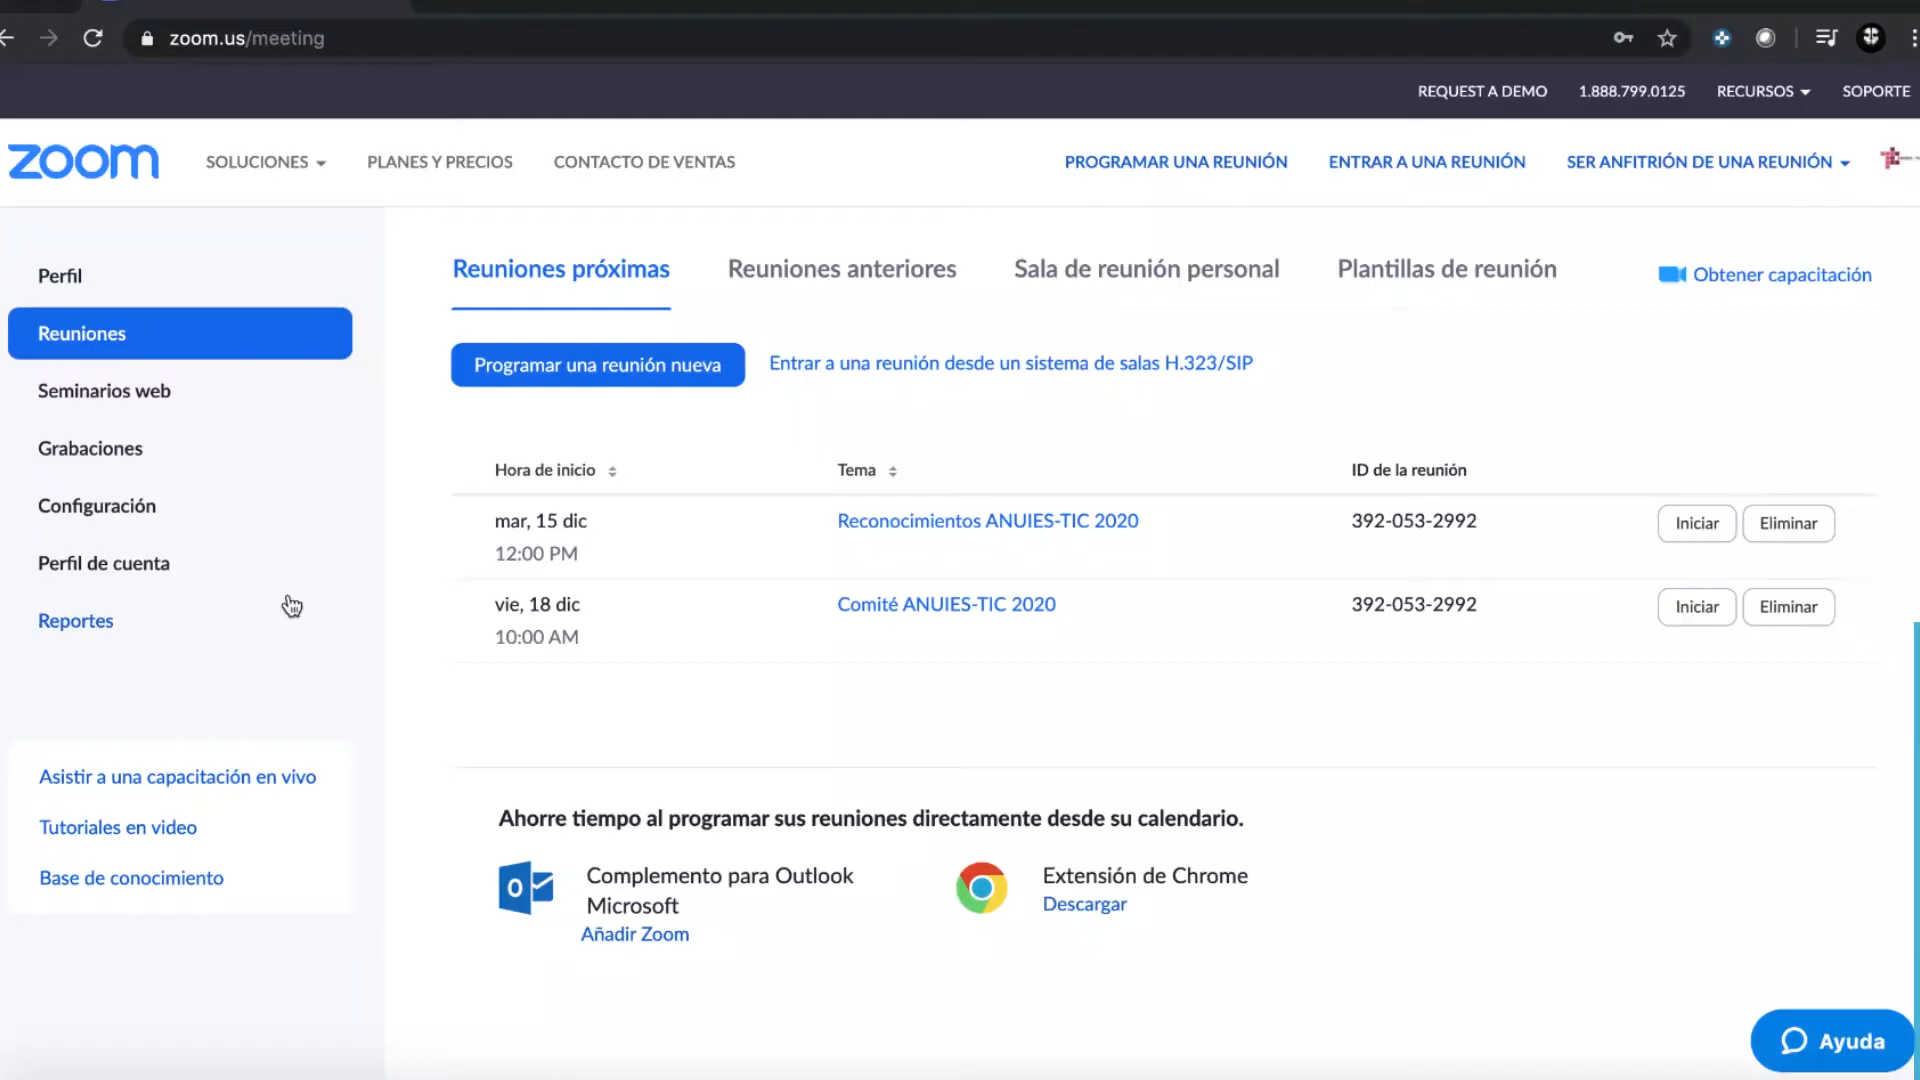 zoom.us/meeting
REQUEST A DEMO 1.888.799.0125 RECURSOS SOPORTE
zoom SOLUCIONES PLANES Y PRECIOS CONTACTO DE VENTAS PROGRAMAR UNA REUNIÓN ENTRAR A UNA REUNIÓN SER ANFITRIÓN DE UNA REUNIÓN
Perfil
Reuniones
Seminarios web
Grabaciones
Configuración
Perfil de cuenta
Reportes
Asistir a una capacitación en vivo
Tutoriales en video
Base de conocimiento
Reuniones próximas Reuniones anteriores Sala de reunión personal Plantillas de reunión Obtener capacitación
Programar una reunión nueva Entrar a una reunión desde un sistema de salas H.323/SIP
Hora de inicio Tema ID de la reunión
mar, 15 dic Reconocimientos ANUIES-TIC 2020 392-053-2992 Iniciar Eliminar
12:00 PM
vie, 18 dic Comité ANUIES-TIC 2020 392-053-2992 Iniciar Eliminar
10:00 AM
Ahorre tiempo al programar sus reuniones directamente desde su calendario.
Complemento para Outlook
Microsoft
Añadir Zoom
Extensión de Chrome
Descargar
Ayuda